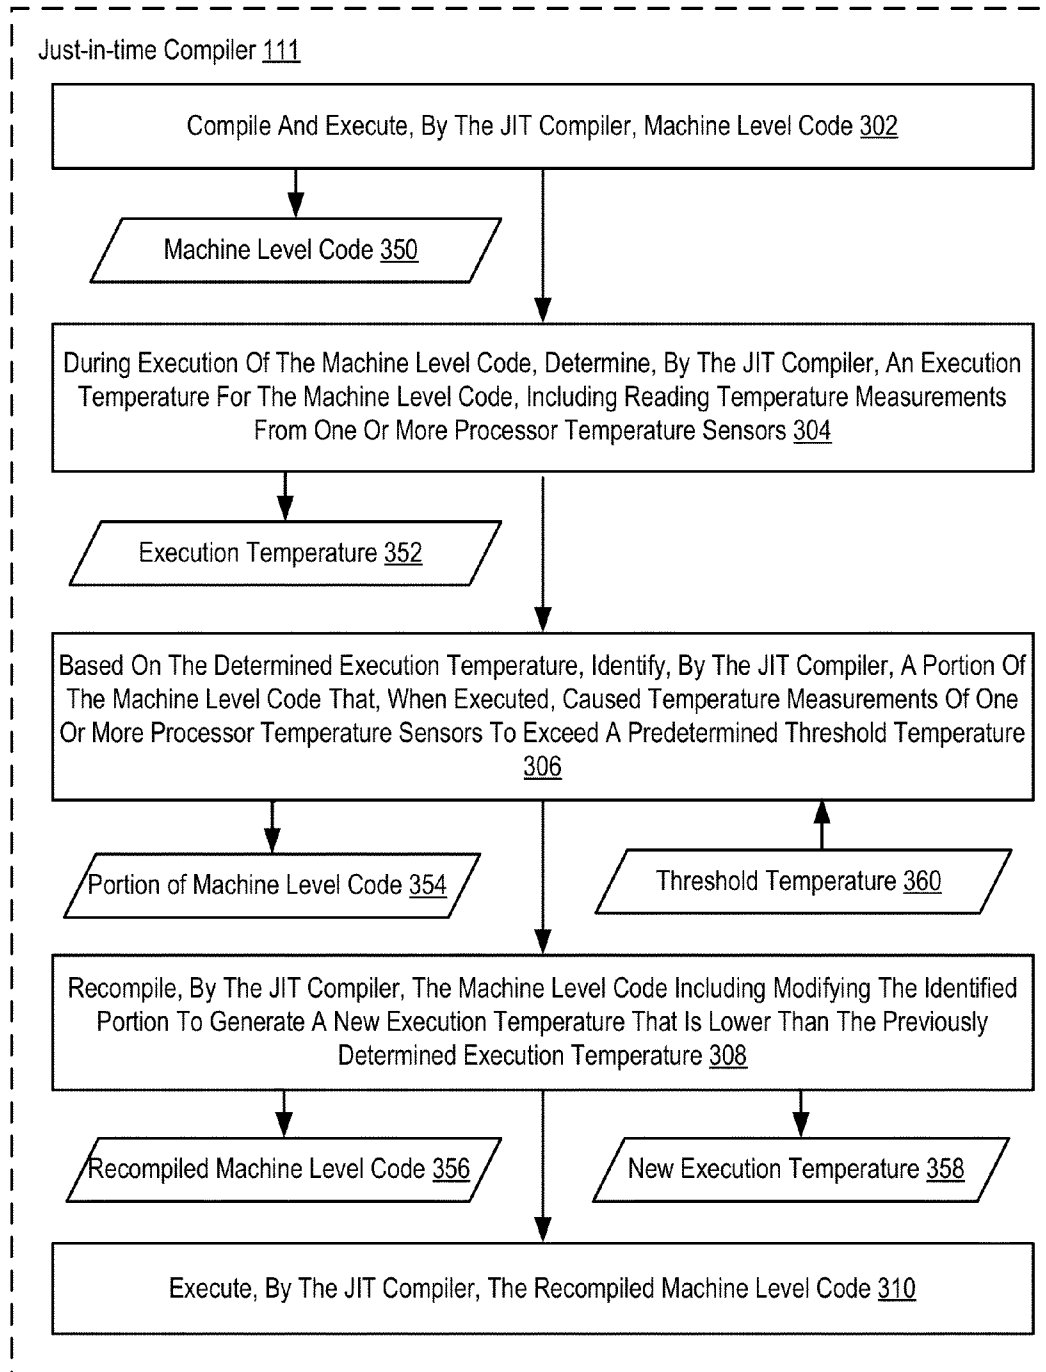 Just-in-time Compiler 111
Compile And Execute, By The JIT Compiler, Machine Level Code 302
Machine Level Code 350
During Execution Of The Machine Level Code, Determine, By The JIT Compiler, An Execution
Temperature For The Machine Level Code, Including Reading Temperature Measurements
From One Or More Processor Temperature Sensors 304
Execution Temperature 352
Based On The Determined Execution Temperature, Identify, By The JIT Compiler, A Portion Of
The Machine Level Code That, When Executed, Caused Temperature Measurements Of One
Or More Processor Temperature Sensors To Exceed A Predetermined Threshold Temperature
306
Portion of Machine Level Code 354
Threshold Temperature 360
Recompile, By The JIT Compiler, The Machine Level Code Including Modifying The Identified
Portion To Generate A New Execution Temperature That Is Lower Than The Previously
Determined Execution Temperature 308
Recompiled Machine Level Code 356
New Execution Temperature 358
Execute, By The JIT Compiler, The Recompiled Machine Level Code 310